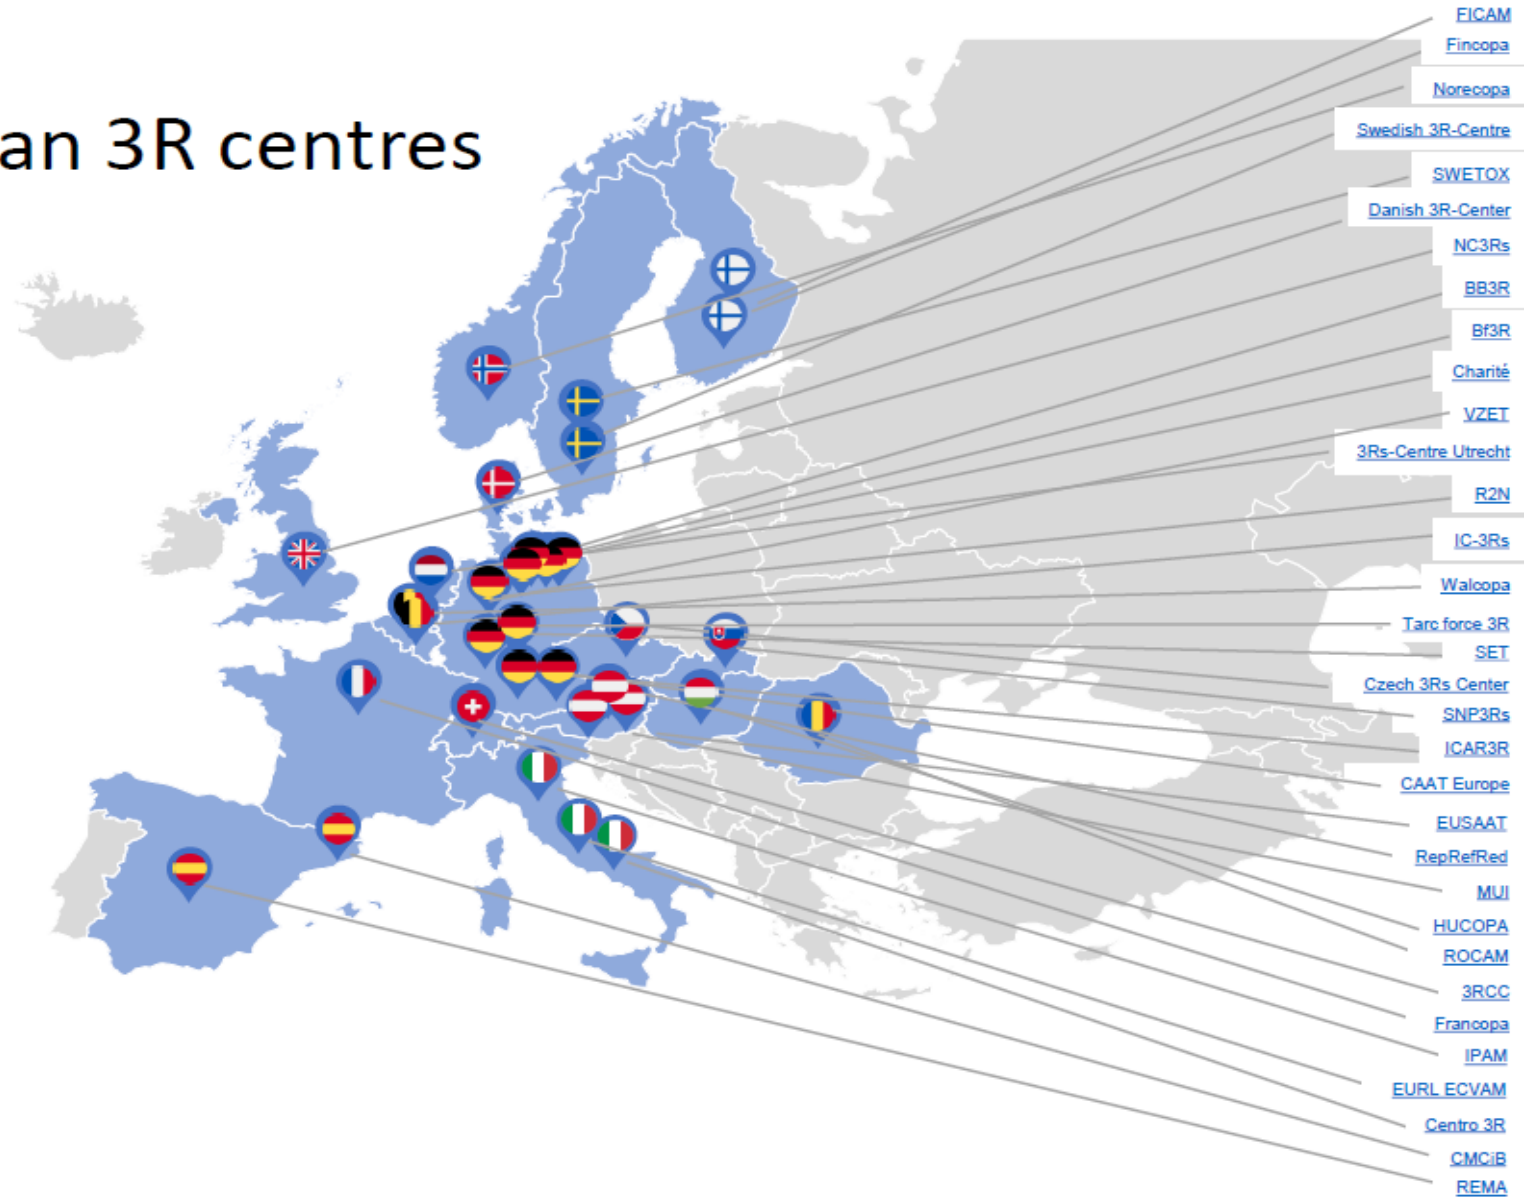 an 3R centres
FICAM
Fincopa
Norecopa
Swedish 3R-Centre
SWETOX
Danish 3R-Center
NC3Rs
BB3R
Bf3R
Charité
VZET
3Rs-Centre Utrecht
R2N
IC-3Rs
Walcopa
Tarc force 3R
SET
Czech 3Rs Center
SNP3Rs
ICAR3R
CAAT Europe
EUSAAT
RepRefRed
MUI
HUCOPA
ROCAM
3RCC
Francopa
IPAM
EURL ECVAM
Centro 3R
CMCiB
REMA